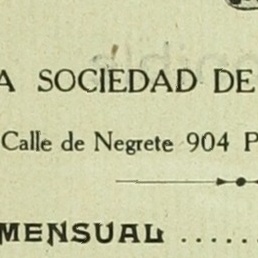 A SOCIEDAD DE
Calle de Negrete 904 P
MENSUAL ......